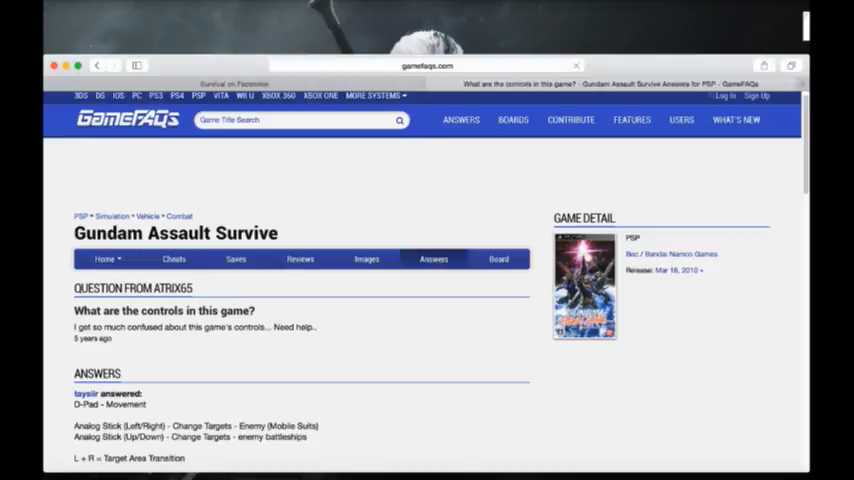 gamefaqs.com
Survival on Facepview
What are the controls in this game? - Gundam Assault Survive Answers for PSP - GameFAQs
3DS DS iOS PC PS3 PS4 PSP VITA WII U XBOX 360 XBOX ONE MORE SYSTEMS
Log In Sign Up
GameFAQs
Game Title Search
ANSWERS BOARDS CONTRIBUTE FEATURES USERS WHAT'S NEW
PSP Simulation Vehicle Combat
Gundam Assault Survive
Home Cheats Saves Reviews Images Answers Board
QUESTION FROM ATRIX65
What are the controls in this game?
I get so much confused about this game's controls... Need help..
5 years ago
ANSWERS
taysiir answered:
D-Pad - Movement
Analog Stick (Left/Right) - Change Targets - Enemy (Mobile Suits)
Analog Stick (Up/Down) - Change Targets - enemy battleships
L + R = Target Area Transition
GAME DETAIL
PSP
Bec / Bandai Namco Games
Release: Mar 18, 2010 »